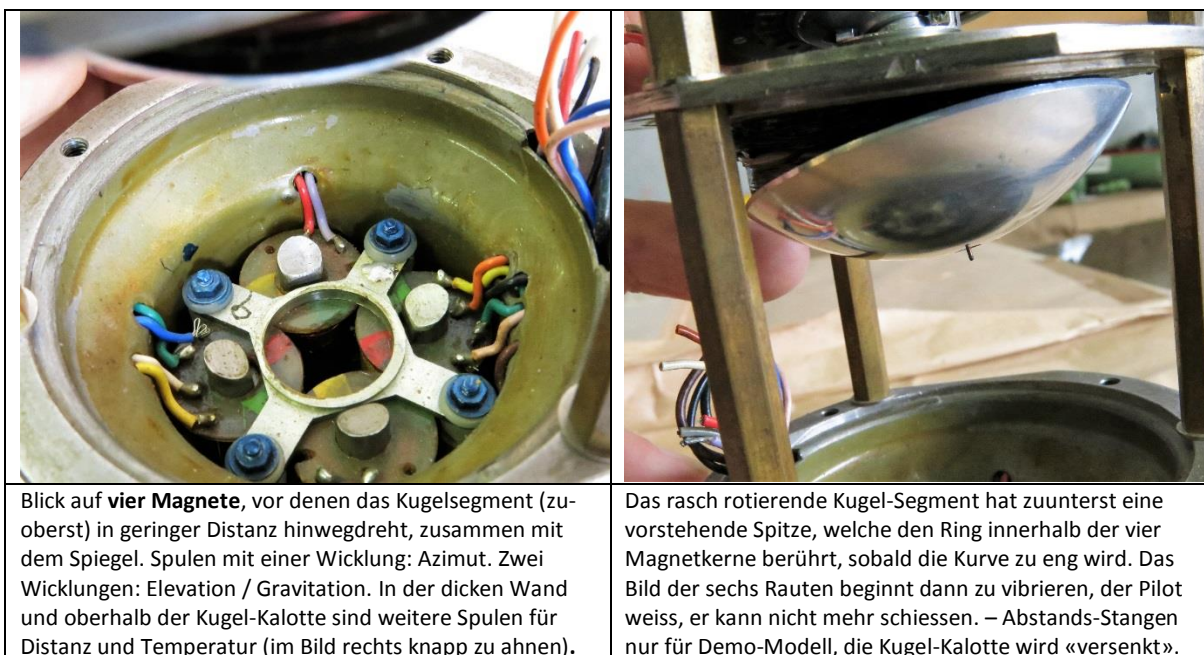 Blick auf vier Magnete, vor denen das Kugelsegment (zu-
oberst) in geringer Distanz hinwegdreht, zusammen mit
dem Spiegel. Spulen mit einer Wicklung: Azimut. Zwei
Wicklungen: Elevation / Gravitation. In der dicken Wand
und oberhalb der Kugel-Kalotte sind weitere Spulen für
Distanz und Temperatur (im Bild rechts knapp zu ahnen).
Das rasch rotierende Kugel-Segment hat zuunterst eine
vorstehende Spitze, welche den Ring innerhalb der vier
Magnetkerne berührt, sobald die Kurve zu eng wird. Das
Bild der sechs Rauten beginnt dann zu vibrieren, der Pilot
weiss, er kann nicht mehr schiessen. – Abstands-Stangen
nur für Demo-Modell, die Kugel-Kalotte wird «versenkt».